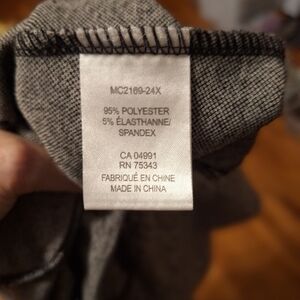 MC2169-24X
95% POLYESTER
5% ÉLASTHANNE/
SPANDEX
CA 04991
RN 75343
FABRIQUÉ EN CHINE
MADE IN CHINA